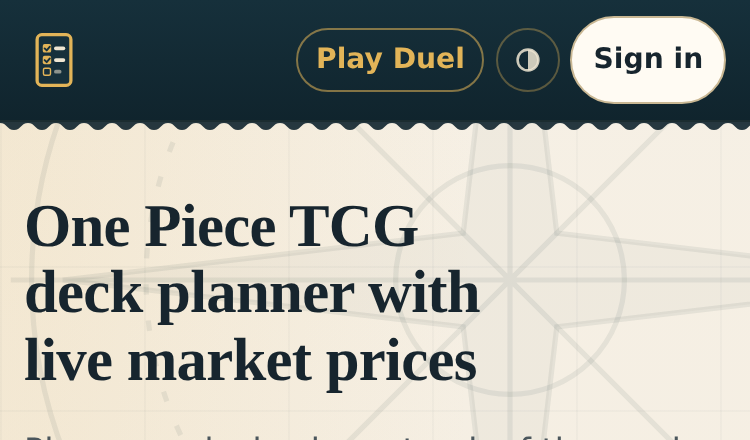 Play Duel
Sign in
One Piece TCG
deck planner with
live market prices